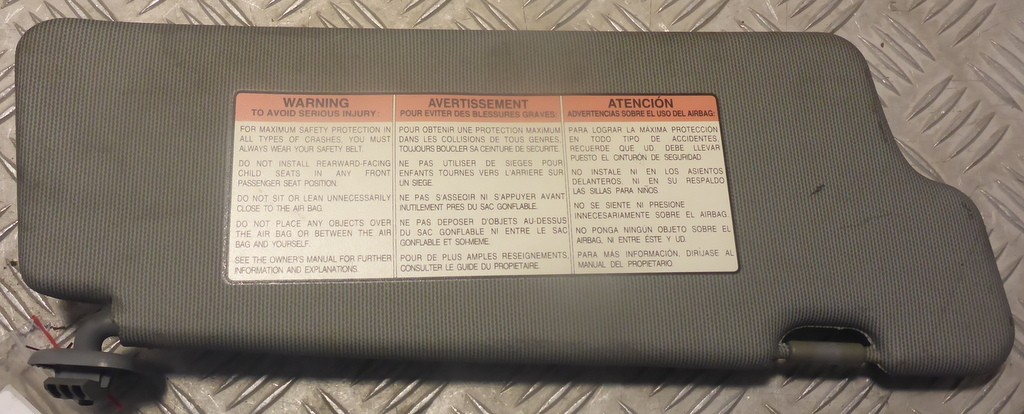 WARNING
TO AVOID SERIOUS INJURY:
FOR MAXIMUM SAFETY PROTECTION IN
ALL TYPES OF CRASHES, YOU MUST
ALWAYS WEAR YOUR SAFETY BELT.
DO NOT INSTALL REARWARD-FACING
CHILD SEATS IN ANY FRONT
PASSENGER SEAT POSITION.
DO NOT SIT OR LEAN UNNECESSARILY
CLOSE TO THE AIR BAG.
DO NOT PLACE ANY OBJECTS OVER
THE AIR BAG OR BETWEEN THE AIR
BAG AND YOURSELF.
SEE THE OWNER'S MANUAL FOR FURTHER
INFORMATION AND EXPLANATIONS.
AVERTISSEMENT
POUR EVITER DES BLESSURES GRAVES:
POUR OBTENIR UNE PROTECTION MAXIMUM
DANS LES COLLISIONS DE TOUS GENRES,
TOUJOURS BOUCLER SA CEINTURE DE SECURITE.
NE PAS UTILISER DE SIEGES POUR
ENFANTS TOURNES VERS L'ARRIERE SUR
UN SIEGE.
NE PAS S'ASSEOIR NI S'APPUYER AVANT
INUTILEMENT PRES DU SAC GONFLABLE.
NE PAS DEPOSER D'OBJETS AU-DESSUS
DU SAC GONFLABLE NI ENTRE LE SAC
GONFLABLE ET SOI-MEME.
POUR DE PLUS AMPLES RESEIGNEMENTS,
CONSULTER LE GUIDE DU PROPIETAIRE.
ATENCIÓN
ADVERTENCIAS SOBRE EL USO DEL AIRBAG:
PARA LOGRAR LA MÁXIMA PROTECCIÓN
EN TODO TIPO DE ACCIDENTES,
RECUERDE QUE UD. DEBE LLEVAR
PUESTO EL CINTURÓN DE SEGURIDAD.
NO INSTALE NI EN LOS ASIENTOS
DELANTEROS, NI EN SU RESPALDO
LAS SILLAS PARA NIÑOS.
NO SE SIENTE NI PRESIONE
INNECESARIAMENTE SOBRE EL AIRBAG.
NO PONGA NINGÚN OBJETO SOBRE EL
AIRBAG, NI ENTRE ÉSTE Y UD.
PARA MÁS INFORMACIÓN, DIRIJASE AL
MANUAL DEL PROPIETARIO.